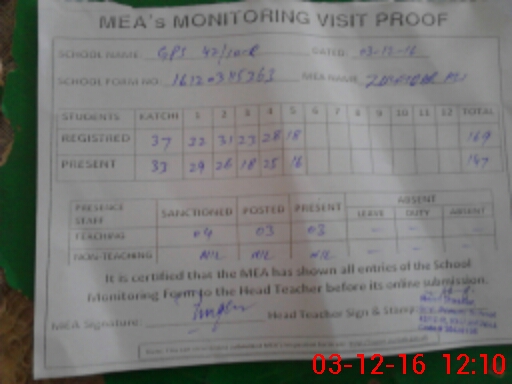 MEA's MONITORING VISIT PROOF
SCHOOL NAME: GPS 42/10-R DATED: 03-12-16
SCHOOL FORM NO: MEA NAME
STUDENTS KATCHI 1 2 3 4 5 6 7 8 9 10 11 12 TOTAL
REGISTRED 37 32 31 23 28 18 169
PRESENT 33 29 26 18 25 16 147
PRESENCE STAFF SANCTIONED POSTED PRESENT ABSENT
LEAVE DUTY ABSENT
TEACHING 04 03 03 - - -
NON-TEACHING NIL NIL NIL - - -
It is certified that the MEA has shown all entries of the School
Monitoring Form to the Head Teacher before its online submission.
MEA Signature: Head Teacher Sign & Stamp:
03-12-16 12:10